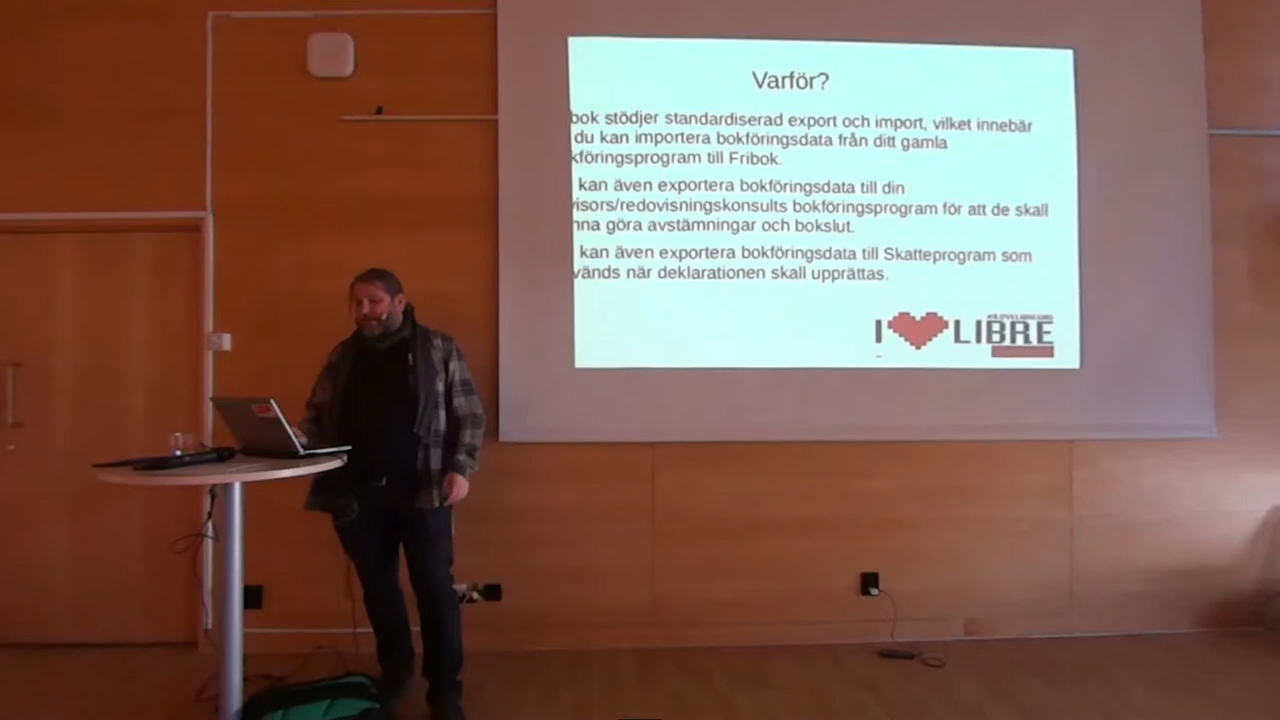 Varför?
bok stödjer standardiserad export och import, vilket innebär
du kan importera bokföringsdata från ditt gamla
kföringsprogram till Fribok.
kan även exportera bokföringsdata till din
visors/redovisningskonsults bokföringsprogram för att de skall
nna göra avstämningar och bokslut.
kan även exportera bokföringsdata till Skatteprogram som
vänds när deklarationen skall upprättas.
I LIBRE